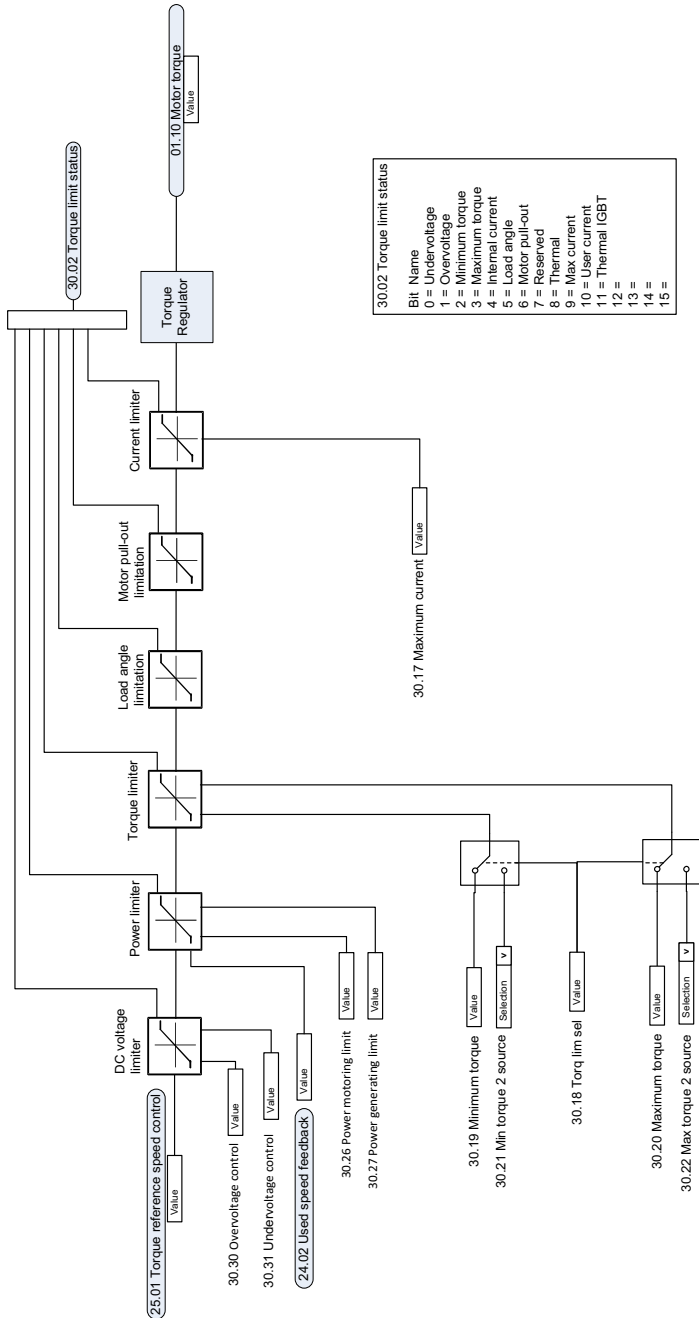 25.01 Torque reference speed control
Value
30.30 Overvoltage control
Value
30.31 Undervoltage control
Value
24.02 Used speed feedback
Value
30.26 Power motoring limit
Value
30.27 Power generating limit
Value
30.19 Minimum torque
Value
30.21 Min torque 2 source
Selection
v
30.18 Torq lim sel
Value
30.20 Maximum torque
Value
30.22 Max torque 2 source
Selection
v
30.17 Maximum current
Value
DC voltage
limiter
Power limiter
Torque limiter
Load angle
limitation
Motor pull-out
limitation
Current limiter
Torque
Regulator
30.02 Torque limit status
01.10 Motor torque
Value
30.02 Torque limit status
Bit Name
0 = Undervoltage
1 = Overvoltage
2 = Minimum torque
3 = Maximum torque
4 = Internal current
5 = Load angle
6 = Motor pull-out
7 = Reserved
8 = Thermal
9 = Max current
10 = User current
11 = Thermal IGBT
12 =
13 =
14 =
15 =